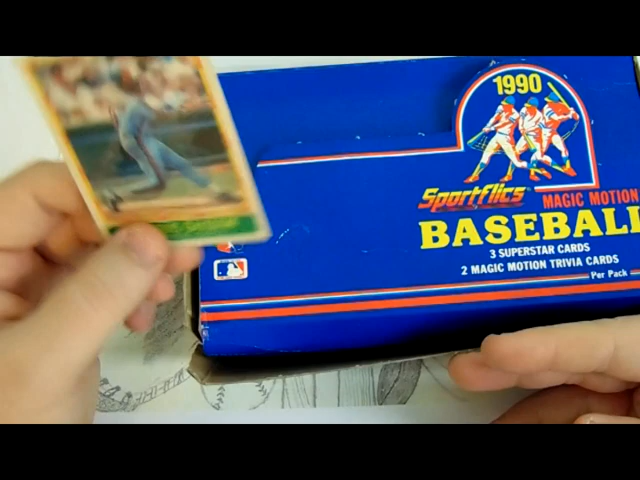 1990
Sportflics MAGIC MOTION
BASEBALL
3 SUPERSTAR CARDS
2 MAGIC MOTION TRIVIA CARDS
Per Pack